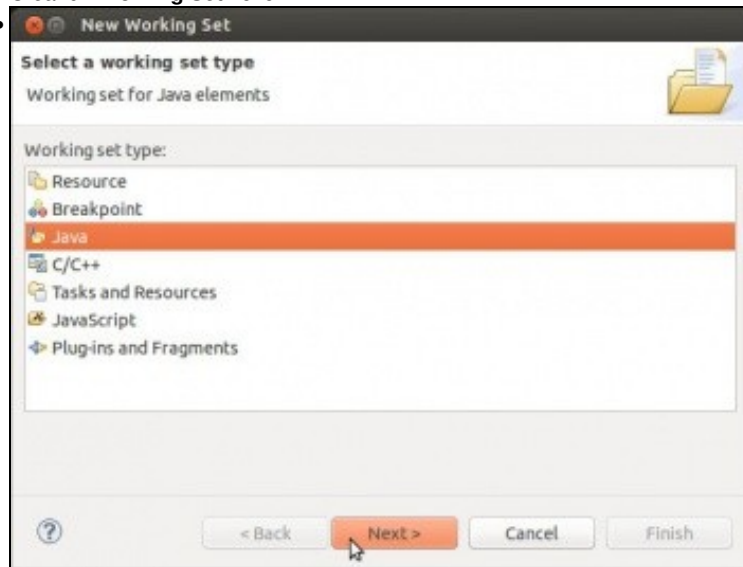 New Working Set
Select a working set type
Working set for Java elements
Working set type:
Resource
Breakpoint
Java
C/C++
Tasks and Resources
JavaScript
Plug-ins and Fragments
? < Back Next > Cancel Finish